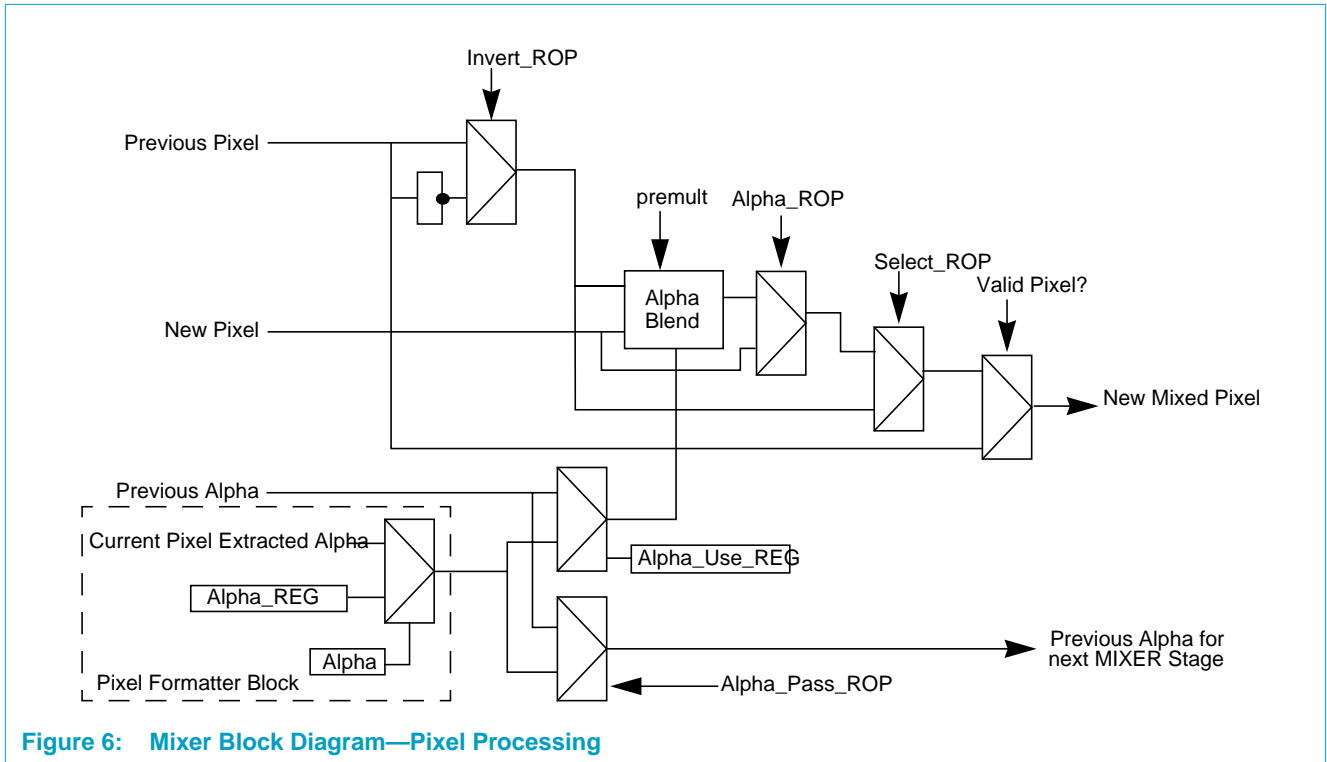 Invert_ROP
Previous Pixel
premult
Alpha_ROP
Select_ROP
Valid Pixel?
Alpha
Blend
New Pixel
New Mixed Pixel
Previous Alpha
Current Pixel Extracted Alpha
Alpha_Use_REG
Alpha_REG
Previous Alpha for
next MIXER Stage
Alpha
Pixel Formatter Block
Alpha_Pass_ROP
Figure 6: Mixer Block Diagram—Pixel Processing